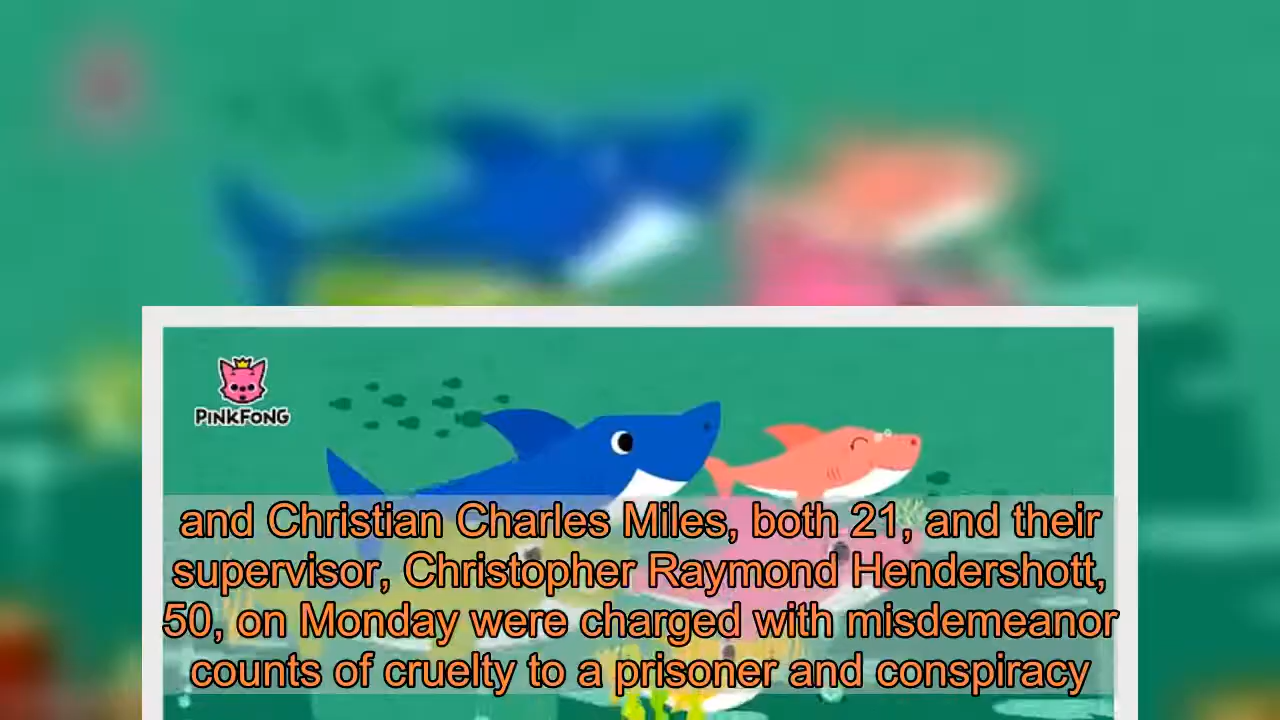 PINKFONG
and Christian Charles Miles, both 21, and their
supervisor, Christopher Raymond Hendershott,
50, on Monday were charged with misdemeanor
counts of cruelty to a prisoner and conspiracy